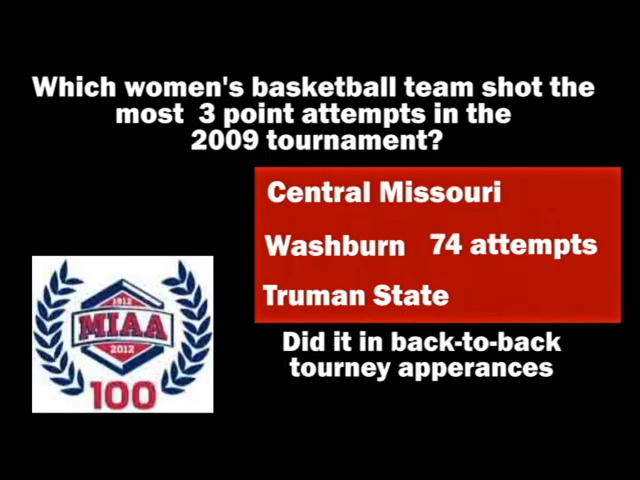 Which women's basketball team shot the
most 3 point attempts in the
2009 tournament?
Central Missouri
Washburn 74 attempts
Truman State
1912
MIAA
2012
100
Did it in back-to-back
tourney apperances